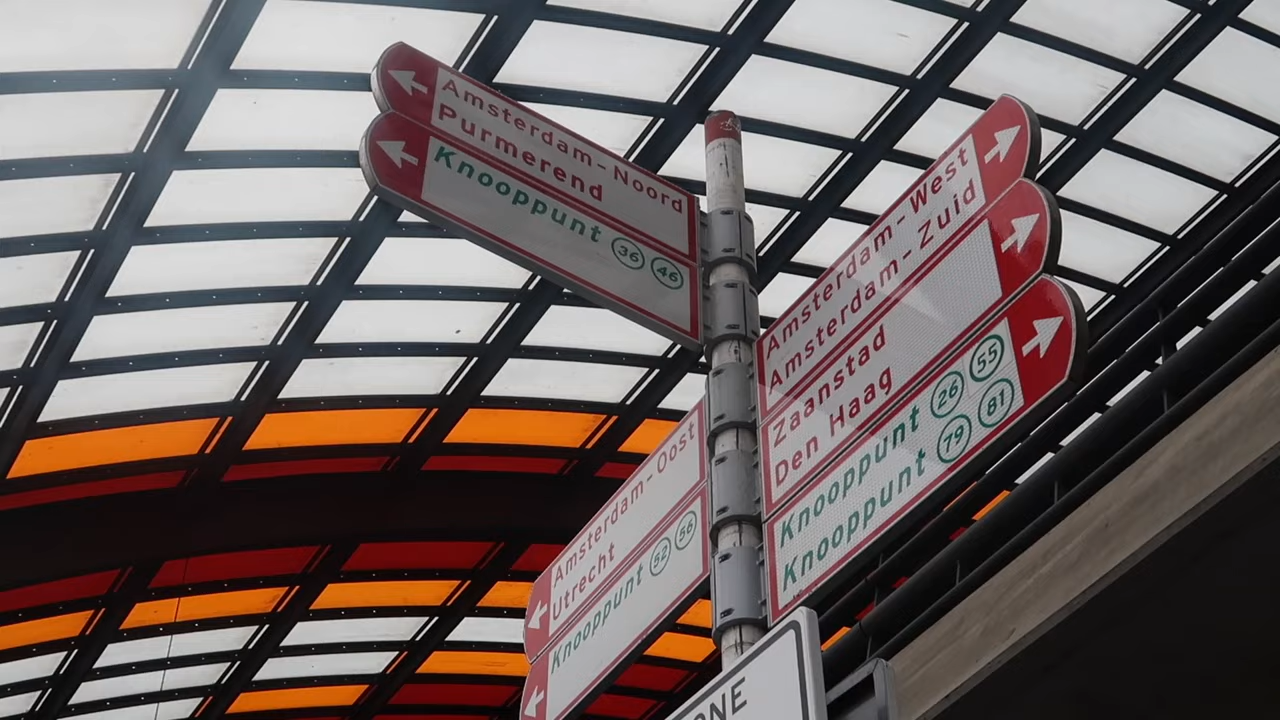 Amsterdam-Noord
Purmerend
Knooppunt 36 46
Amsterdam-West
Amsterdam-Zuid
Zaanstad
Den Haag
Knooppunt 26 55
Knooppunt 79 81
Amsterdam-Oost
Utrecht
Knooppunt 52 56